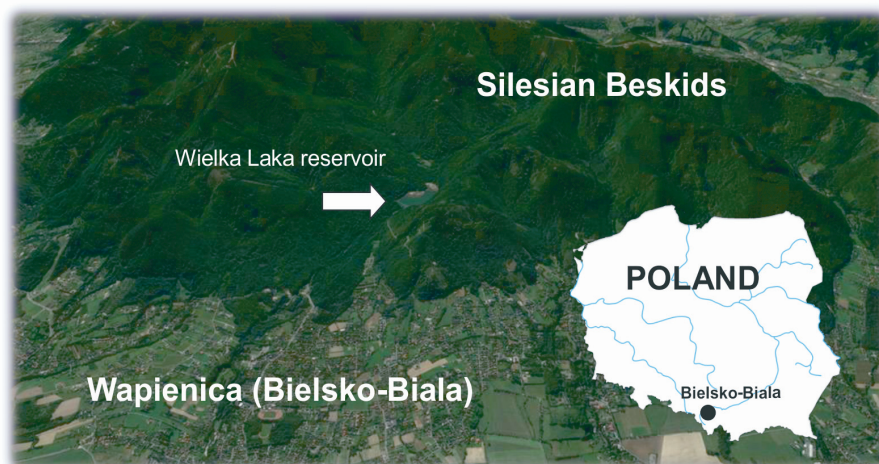 Silesian Beskids
Wielka Laka reservoir
POLAND
Wapienica (Bielsko-Biala)
Bielsko-Biala